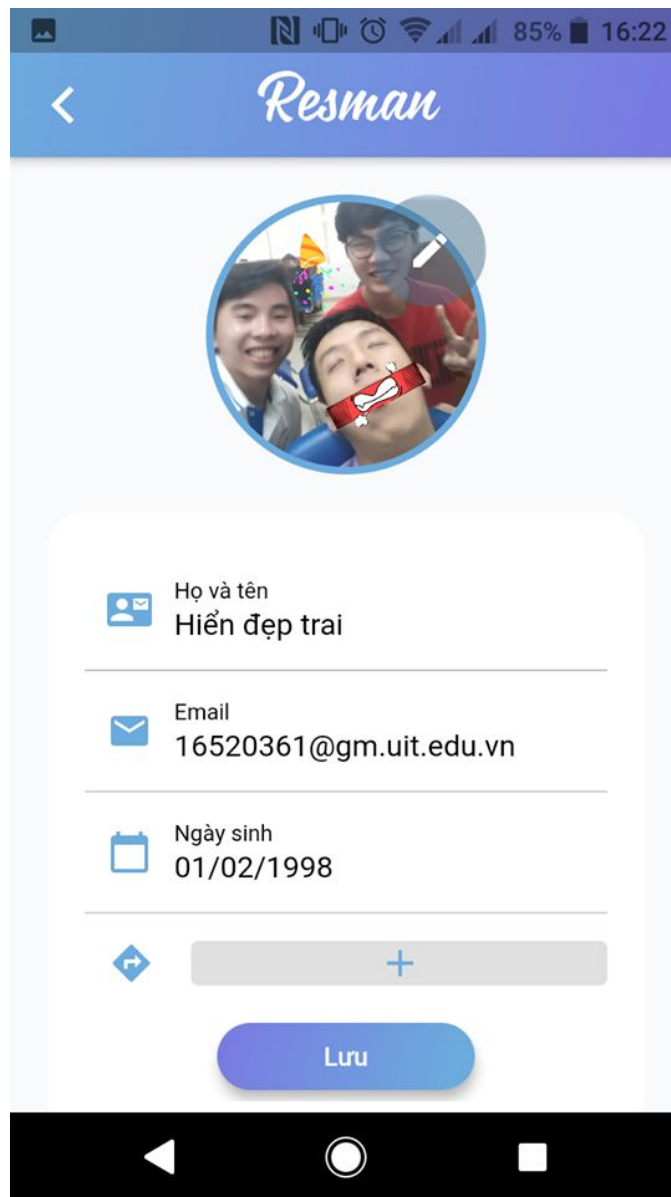 85% 16:22
Resman
Họ và tên
Hiển đẹp trai
Email
16520361@gm.uit.edu.vn
Ngày sinh
01/02/1998
Lưu